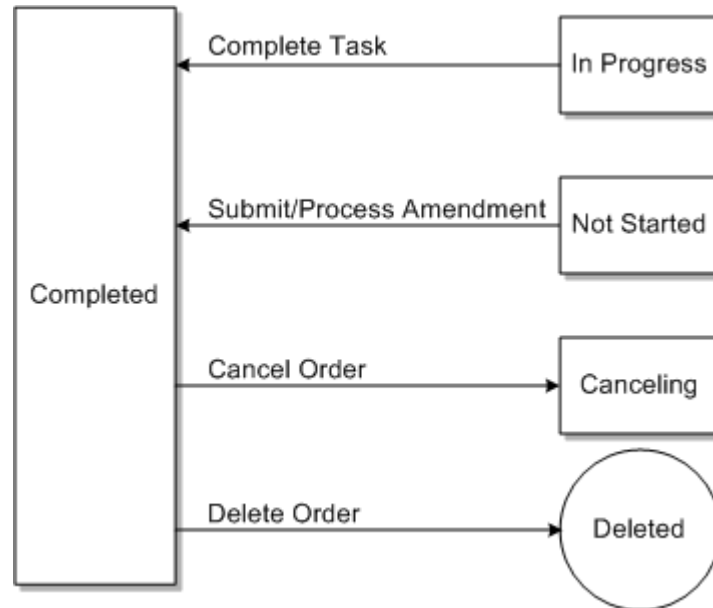 Complete Task
In Progress
Submit/Process Amendment
Not Started
Completed
Cancel Order
Canceling
Delete Order
Deleted